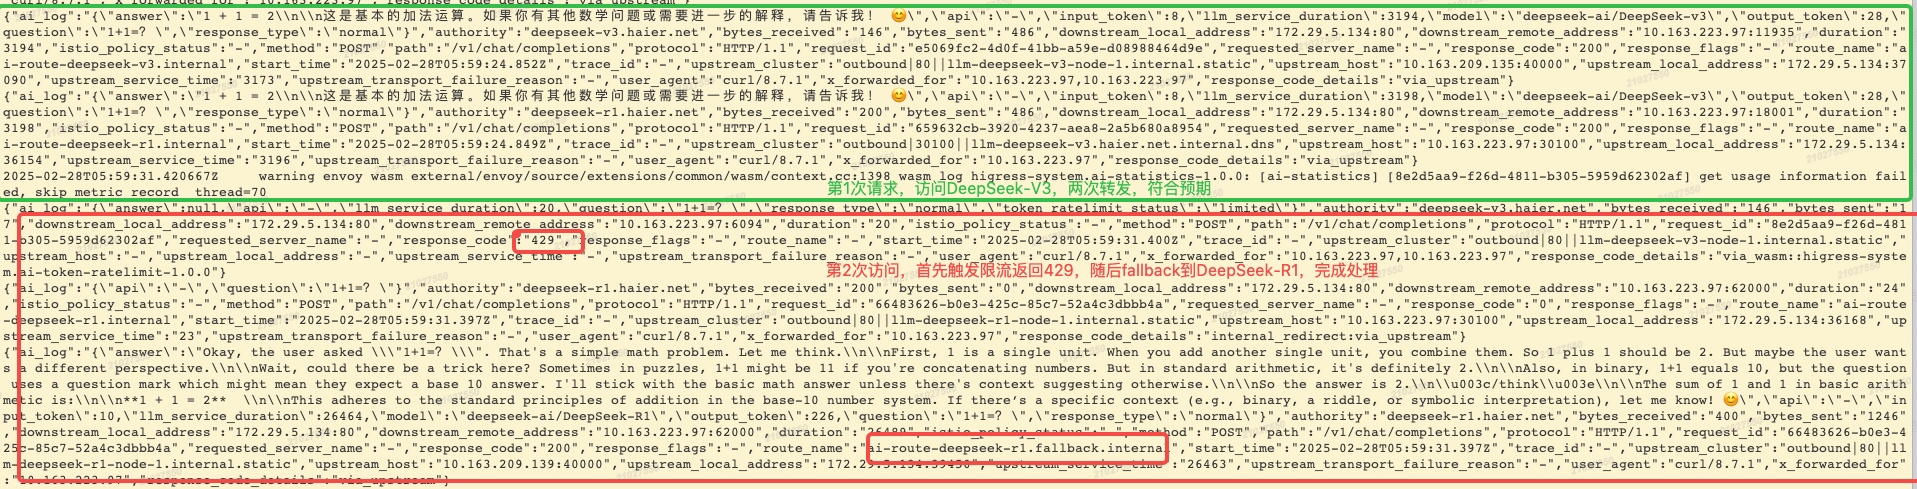 {"ai_log":"{\"answer\":\"1 + 1 = 2\\n\\n这是基本的加法运算。如果你有其他数学问题或需要进一步的解释，请告诉我！ 😊\",\"api\":\"-\",\"input_token\":8,\"llm_service_duration\":3194,\"model\":\"deepseek-ai/DeepSeek-v3\",\"output_token\":28,\"
question\":\"1+1=? \",\"response_type\":\"normal\"}","authority":"deepseek-v3.haier.net","bytes_received":"146","bytes_sent":"486","downstream_local_address":"172.29.5.134:80","downstream_remote_address":"10.163.223.97:11935","duration":"
3194","istio_policy_status":"-","method":"POST","path":"/v1/chat/completions","protocol":"HTTP/1.1","request_id":"e5069fc2-4d0f-41bb-a59e-d08988464d9e","requested_server_name":"-","response_code":"200","response_flags":"-","route_name":"a
i-route-deepseek-v3.internal","start_time":"2025-02-28T05:59:24.852Z","trace_id":"-","upstream_cluster":"outbound|80||llm-deepseek-v3-node-1.internal.static","upstream_host":"10.163.209.135:40000","upstream_local_address":"172.29.5.134:37
090","upstream_service_time":"3173","upstream_transport_failure_reason":"-","user_agent":"curl/8.7.1","x_forwarded_for":"10.163.223.97,10.163.223.97","response_code_details":"via_upstream"}
{"ai_log":"{\"answer\":\"1 + 1 = 2\\n\\n这是基本的加法运算。如果你有其他数学问题或需要进一步的解释，请告诉我！ 😊\",\"api\":\"-\",\"input_token\":8,\"llm_service_duration\":3198,\"model\":\"deepseek-ai/DeepSeek-v3\",\"output_token\":28,\"
question\":\"1+1=? \",\"response_type\":\"normal\"}","authority":"deepseek-r1.haier.net","bytes_received":"200","bytes_sent":"486","downstream_local_address":"172.29.5.134:80","downstream_remote_address":"10.163.223.97:18001","duration":"
3198","istio_policy_status":"-","method":"POST","path":"/v1/chat/completions","protocol":"HTTP/1.1","request_id":"659632cb-3920-4237-aea8-2a5b680a8954","requested_server_name":"-","response_code":"200","response_flags":"-","route_name":"a
i-route-deepseek-r1.internal","start_time":"2025-02-28T05:59:24.849Z","trace_id":"-","upstream_cluster":"outbound|30100||llm-deepseek-v3.haier.net.internal.dns","upstream_host":"10.163.223.97:30100","upstream_local_address":"172.29.5.134:
36154","upstream_service_time":"3196","upstream_transport_failure_reason":"-","user_agent":"curl/8.7.1","x_forwarded_for":"10.163.223.97","response_code_details":"via_upstream"}
2025-02-28T05:59:31.420667Z warning envoy wasm external/envoy/source/extensions/common/wasm/context.cc:1398 wasm log higress-system.ai-statistics-1.0.0: [ai-statistics] [8e2d5aa9-f26d-4811-b305-5959d62302af] get usage information fail
ed, skip metric record thread=70
第1次请求，访问DeepSeek-V3，两次转发，符合预期
{"ai_log":"{\"answer\":null,\"api\":\"-\",\"llm_service_duration\":20,\"question\":\"1+1=? \",\"response_type\":\"normal\",\"token_ratelimit_status\":\"limited\"}","authority":"deepseek-v3.haier.net","bytes_received":"146","bytes_sent":"1
7","downstream_local_address":"172.29.5.134:80","downstream_remote_address":"10.163.223.97:6094","duration":"20","istio_policy_status":"-","method":"POST","path":"/v1/chat/completions","protocol":"HTTP/1.1","request_id":"8e2d5aa9-f26d-481
1-b305-5959d62302af","requested_server_name":"-","response_code":"429","response_flags":"-","route_name":"-","start_time":"2025-02-28T05:59:31.400Z","trace_id":"-","upstream_cluster":"outbound|80||llm-deepseek-v3-node-1.internal.static","
upstream_host":"-","upstream_local_address":"-","upstream_service_time":"-","upstream_transport_failure_reason":"-","user_agent":"curl/8.7.1","x_forwarded_for":"10.163.223.97,10.163.223.97","response_code_details":"via_wasm::higress-syste
m.ai-token-ratelimit-1.0.0"}
第2次访问，首先触发限流返回429，随后fallback到DeepSeek-R1，完成处理
{"ai_log":"{\"api\":\"-\",\"question\":\"1+1=? \"}","authority":"deepseek-r1.haier.net","bytes_received":"200","bytes_sent":"0","downstream_local_address":"172.29.5.134:80","downstream_remote_address":"10.163.223.97:62000","duration":"24"
,"istio_policy_status":"-","method":"POST","path":"/v1/chat/completions","protocol":"HTTP/1.1","request_id":"66483626-b0e3-425c-85c7-52a4c3dbbb4a","requested_server_name":"-","response_code":"0","response_flags":"-","route_name":"ai-route
-deepseek-r1.internal","start_time":"2025-02-28T05:59:31.397Z","trace_id":"-","upstream_cluster":"outbound|80||llm-deepseek-r1-node-1.internal.static","upstream_host":"10.163.223.97:30100","upstream_local_address":"172.29.5.134:36168","up
stream_service_time":"23","upstream_transport_failure_reason":"-","user_agent":"curl/8.7.1","x_forwarded_for":"10.163.223.97","response_code_details":"internal_redirect:via_upstream"}
{"ai_log":"{\"answer\":\"Okay, the user asked \\\"1+1=? \\\". That's a simple math problem. Let me think.\\n\\nFirst, 1 is a single unit. When you add another single unit, you combine them. So 1 plus 1 should be 2. But maybe the user want
s a different perspective.\\n\\nWait, could there be a trick here? Sometimes in puzzles, 1+1 might be 11 if you're concatenating numbers. But in standard arithmetic, it's definitely 2.\\n\\nAlso, in binary, 1+1 equals 10, but the question
uses a question mark which might mean they expect a base 10 answer. I'll stick with the basic math answer unless there's context suggesting otherwise.\\n\\nSo the answer is 2.\\n\\u003c/think\\u003e\\n\\nThe sum of 1 and 1 in basic arith
metic is:\\n\\n**1 + 1 = 2**  \\n\\nThis adheres to the standard principles of addition in the base-10 number system. If there’s a specific context (e.g., binary, a riddle, or symbolic interpretation), let me know! 😊\",\"api\":\"-\",\"in
put_token\":10,\"llm_service_duration\":26464,\"model\":\"deepseek-ai/DeepSeek-R1\",\"output_token\":226,\"question\":\"1+1=? \",\"response_type\":\"normal\"}","authority":"deepseek-r1.haier.net","bytes_received":"400","bytes_sent":"1246"
,"downstream_local_address":"172.29.5.134:80","downstream_remote_address":"10.163.223.97:62000","duration":"26489","istio_policy_status":"-","method":"POST","path":"/v1/chat/completions","protocol":"HTTP/1.1","request_id":"66483626-b0e3-4
25c-85c7-52a4c3dbbb4a","requested_server_name":"-","response_code":"200","response_flags":"-","route_name":"ai-route-deepseek-r1.fallback.internal","start_time":"2025-02-28T05:59:31.397Z","trace_id":"-","upstream_cluster":"outbound|80||ll
m-deepseek-r1-node-1.internal.static","upstream_host":"10.163.209.139:40000","upstream_local_address":"upstream_service_time":"26463","upstream_transport_failure_reason":"-","user_agent":"curl/8.7.1","x_forwarded_for"
:"10.163.223.97","response_code_details":"via_upstream"}